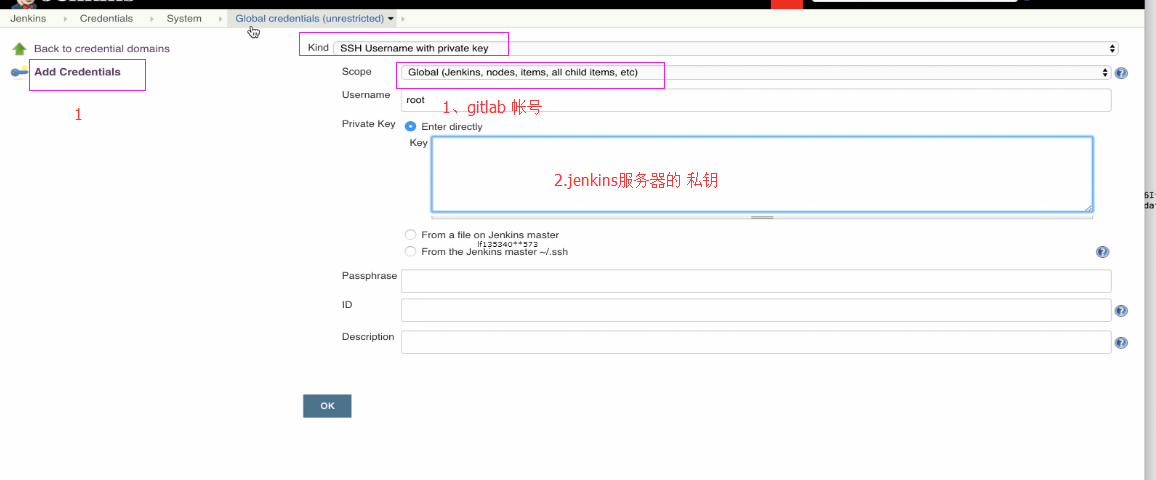 Jenkins
Jenkins Credentials System Global credentials (unrestricted)
Back to credential domains
Add Credentials
1
Kind SSH Username with private key
Scope Global (Jenkins, nodes, items, all child items, etc)
Username root
1、gitlab 帐号
Private Key Enter directly
Key
2.jenkins服务器的 私钥
From a file on Jenkins master
lf135340**573
From the Jenkins master ~/.ssh
Passphrase
ID
Description
OK